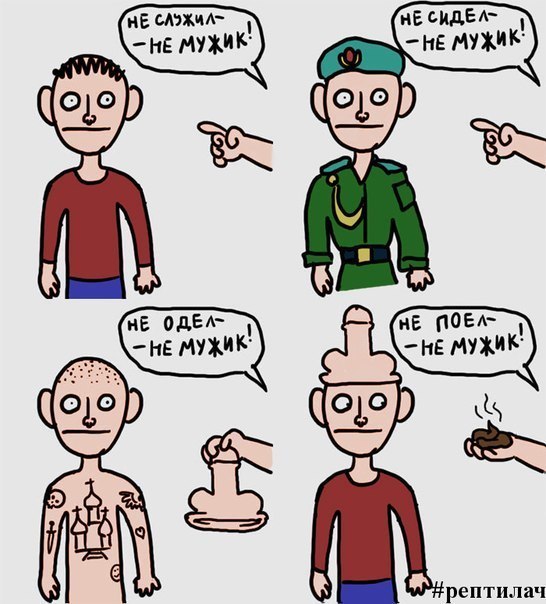 НЕ СЛУЖИЛ-
-НЕ МУЖИК!
НЕ СИДЕЛ-
-НЕ МУЖИК!
НЕ ОДЕЛ-
-НЕ МУЖИК!
НЕ ПОЕЛ-
-НЕ МУЖИК!
#рептилач